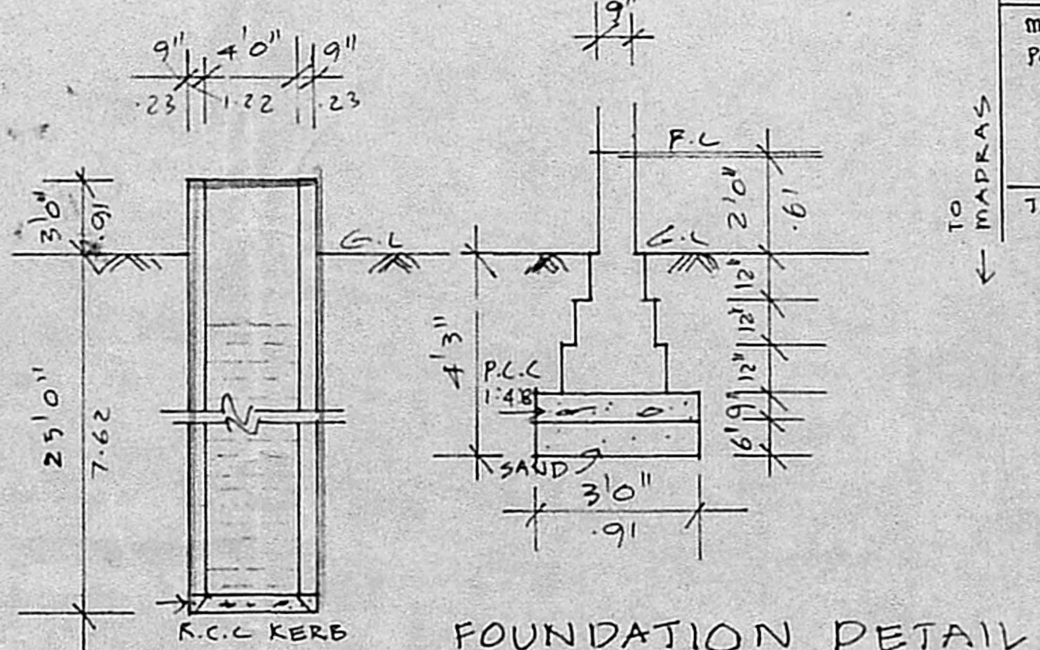 9" 4'0" 9"
.23 1.22 .23
3'0"
.91
G.L
25'0"
7.62
R.C.C KERB
9"
F.L
2'0"
.61
G.L
12"
12"
12"
6"
6"
4'3"
P.C.C
1:4:8
SAND
3'0"
.91
FOUNDATION DETAIL
TO
MADRAS